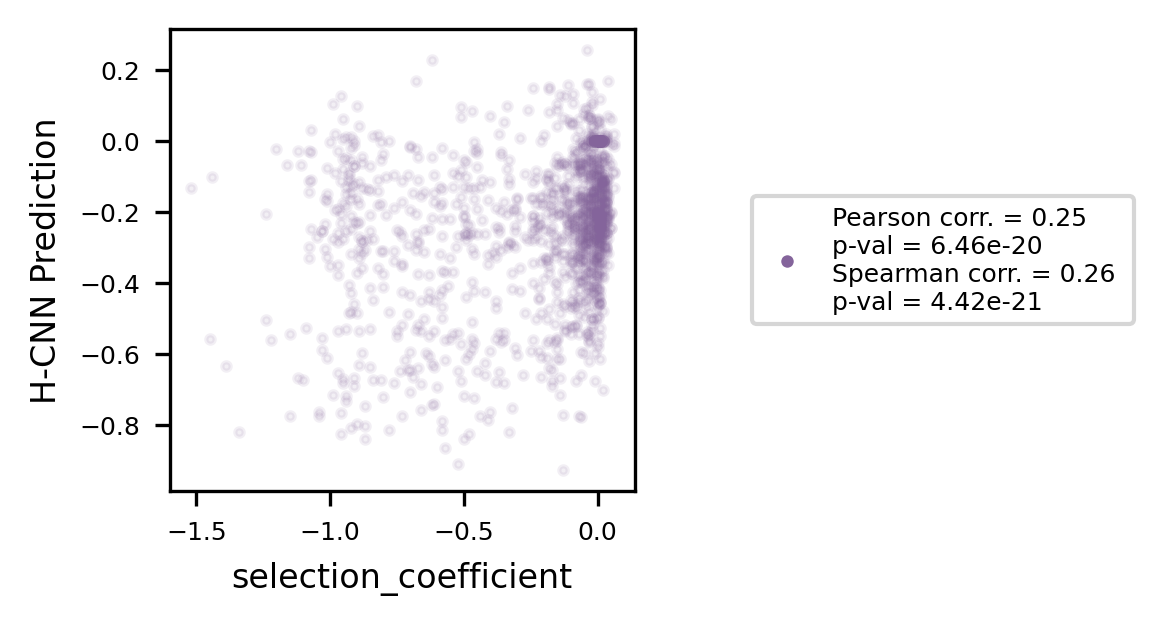 0.2
0.0
−0.2
−0.4
−0.6
−0.8
H-CNN Prediction
−1.5
−1.0
−0.5
0.0
selection_coefficient
Pearson corr. = 0.25
p-val = 6.46e-20
Spearman corr. = 0.26
p-val = 4.42e-21